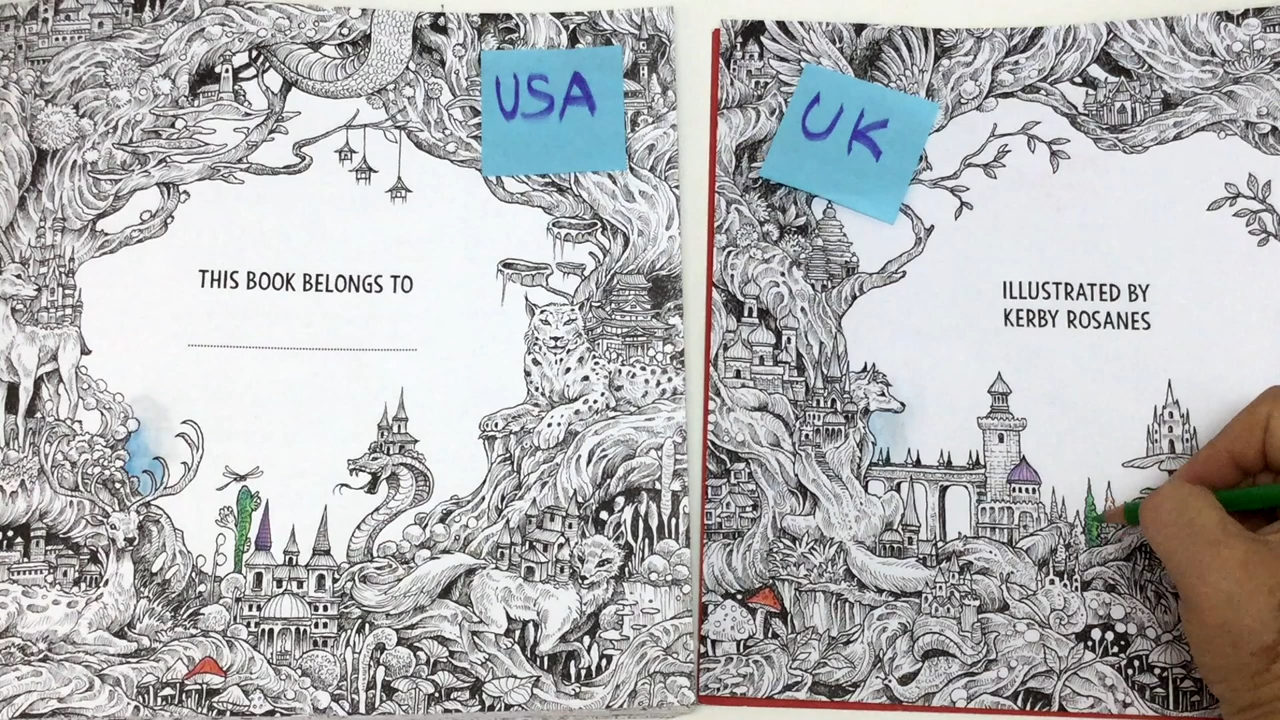 USA
THIS BOOK BELONGS TO
UK
ILLUSTRATED BY
KERBY ROSANES